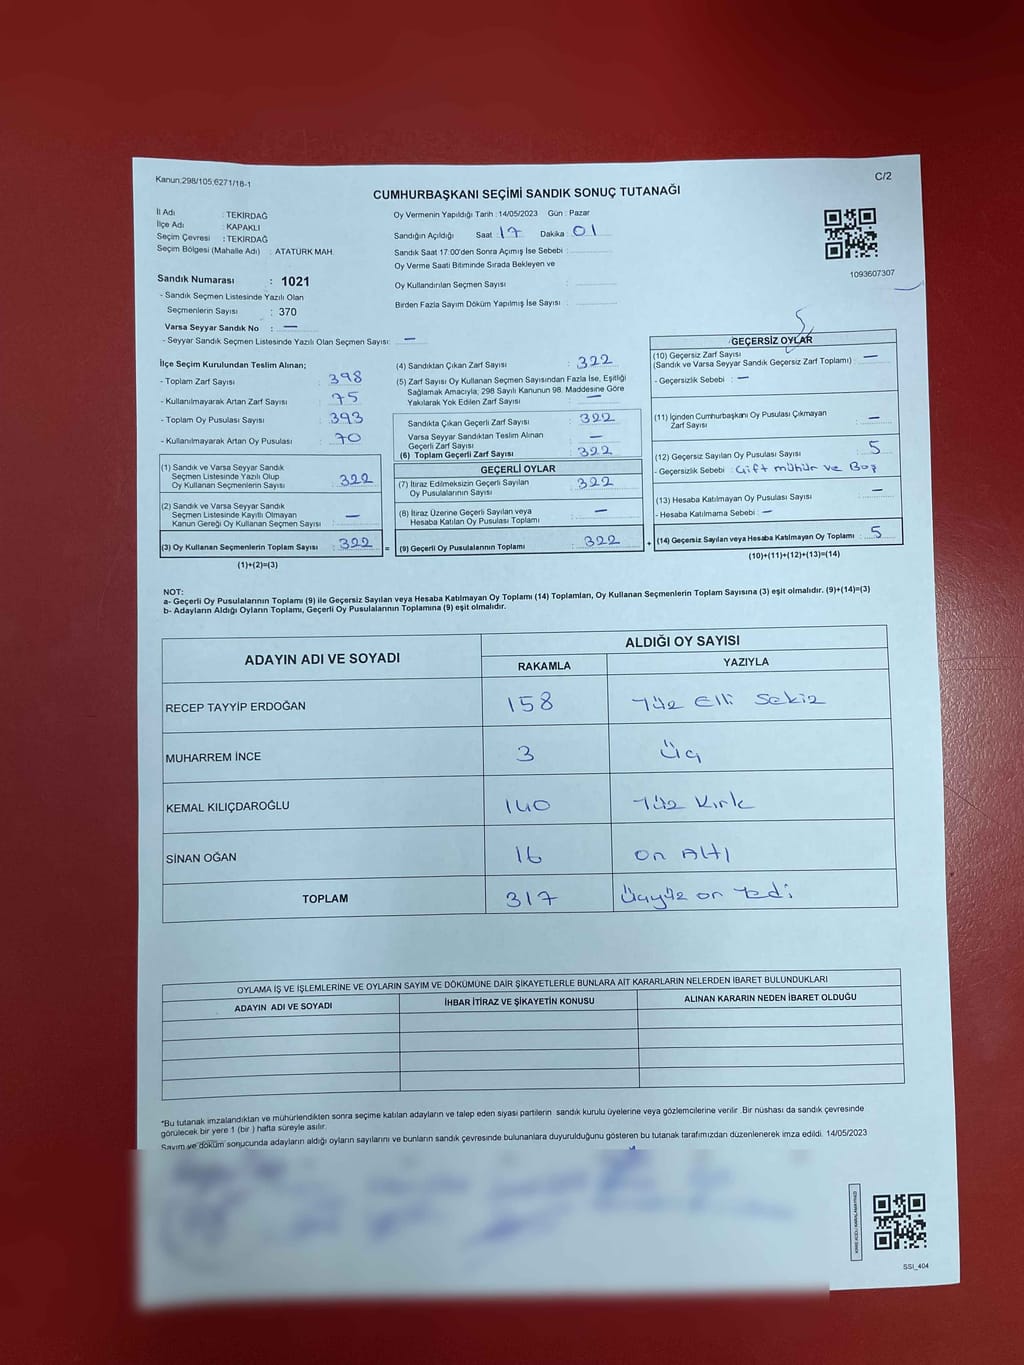 Kanun;298/105,6271/18-1
C/2
CUMHURBAŞKANI SEÇİMİ SANDIK SONUÇ TUTANAĞI
İl Adı : TEKİRDAĞ
İlçe Adı : KAPAKLI
Seçim Çevresi : TEKİRDAĞ
Seçim Bölgesi (Mahalle Adı) : ATATÜRK MAH.
Sandık Numarası : 1021
- Sandık Seçmen Listesinde Yazılı Olan
Seçmenlerin Sayısı : 370
Varsa Seyyar Sandık No : —
- Seyyar Sandık Seçmen Listesinde Yazılı Olan Seçmen Sayısı: —
Oy Vermenin Yapıldığı Tarih : 14/05/2023 Gün : Pazar
Sandığın Açıldığı Saat 17 Dakika 01
Sandık Saat 17:00'den Sonra Açımış İse Sebebi :
Oy Verme Saati Bitiminde Sırada Bekleyen ve
Oy Kullandırılan Seçmen Sayısı :
Birden Fazla Sayım Döküm Yapılmış İse Sayısı :
1093607307
İlçe Seçim Kurulundan Teslim Alınan;
- Toplam Zarf Sayısı : 398
- Kullanılmayarak Artan Zarf Sayısı : 75
- Toplam Oy Pusulası Sayısı : 393
- Kullanılmayarak Artan Oy Pusulası : 70
(1) Sandık ve Varsa Seyyar Sandık
Seçmen Listesinde Yazılı Olup
Oy Kullanan Seçmenlerin Sayısı : 322
(2) Sandık ve Varsa Seyyar Sandık
Seçmen Listesinde Kayıtlı Olmayan
Kanun Gereği Oy Kullanan Seçmen Sayısı : —
(3) Oy Kullanan Seçmenlerin Toplam Sayısı : 322
(1)+(2)=(3)
(4) Sandıktan Çıkan Zarf Sayısı : 322
(5) Zarf Sayısı Oy Kullanan Seçmen Sayısından Fazla İse, Eşitliği
Sağlamak Amacıyla; 298 Sayılı Kanunun 98. Maddesine Göre
Yakılarak Yok Edilen Zarf Sayısı : —
Sandıkta Çıkan Geçerli Zarf Sayısı : 322
Varsa Seyyar Sandıktan Teslim Alınan
Geçerli Zarf Sayısı : —
(6) Toplam Geçerli Zarf Sayısı : 322
GEÇERLİ OYLAR
(7) İtiraz Edilmeksizin Geçerli Sayılan
Oy Pusulalarının Sayısı : 322
(8) İtiraz Üzerine Geçerli Sayılan veya
Hesaba Katılan Oy Pusulası Toplamı : —
= (9) Geçerli Oy Pusulalarının Toplamı : 322
GEÇERSİZ OYLAR
(10) Geçersiz Zarf Sayısı
(Sandık ve Varsa Seyyar Sandık Geçersiz Zarf Toplamı) : —
- Geçersizlik Sebebi : —
(11) İçinden Cumhurbaşkanı Oy Pusulası Çıkmayan
Zarf Sayısı : —
(12) Geçersiz Sayılan Oy Pusulası Sayısı : 5
- Geçersizlik Sebebi : Çift mühür ve Boş
(13) Hesaba Katılmayan Oy Pusulası Sayısı : —
- Hesaba Katılmama Sebebi : —
+ (14) Geçersiz Sayılan veya Hesaba Katılmayan Oy Toplamı : 5
(10)+(11)+(12)+(13)=(14)
NOT:
a- Geçerli Oy Pusulalarının Toplamı (9) ile Geçersiz Sayılan veya Hesaba Katılmayan Oy Toplamı (14) Toplamları, Oy Kullanan Seçmenlerin Toplam Sayısına (3) eşit olmalıdır. (9)+(14)=(3)
b- Adayların Aldığı Oyların Toplamı, Geçerli Oy Pusulalarının Toplamına (9) eşit olmalıdır.
ADAYIN ADI VE SOYADI
ALDIĞI OY SAYISI
RAKAMLA YAZIYLA
RECEP TAYYİP ERDOĞAN 158 Yüz Elli Sekiz
MUHARREM İNCE 3 Üç
KEMAL KILIÇDAROĞLU 140 Yüz Kırk
SİNAN OĞAN 16 On Altı
TOPLAM 317 Üçyüz on Yedi
OYLAMA İŞ VE İŞLEMLERİNE VE OYLARIN SAYIM VE DÖKÜMÜNE DAİR ŞİKAYETLERLE BUNLARA AİT KARARLARIN NELERDEN İBARET BULUNDUKLARI
ADAYIN ADI VE SOYADI İHBAR İTİRAZ VE ŞİKAYETİN KONUSU ALINAN KARARIN NEDEN İBARET OLDUĞU
*Bu tutanak imzalandıktan ve mühürlendikten sonra seçime katılan adayların ve talep eden siyasi partilerin sandık kurulu üyelerine veya gözlemcilerine verilir .Bir nüshası da sandık çevresinde
görülecek bir yere 1 (bir ) hafta süreyle asılır.
Sayım ve döküm sonucunda adayların aldığı oyların sayılarını ve bunların sandık çevresinde bulunanlara duyurulduğunu gösteren bu tutanak tarafımızdan düzenlenerek imza edildi. 14/05/2023
SSI_404